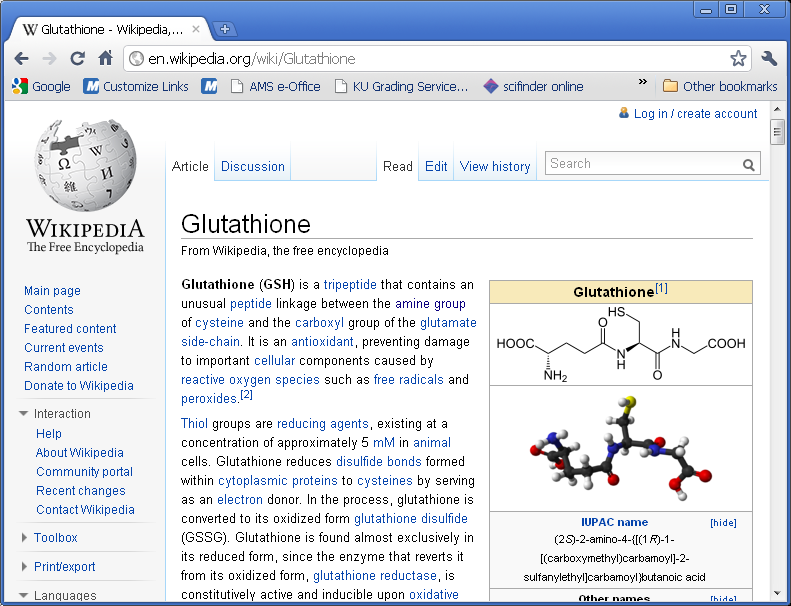 Glutathione - Wikipedia,...
en.wikipedia.org/wiki/Glutathione
Google
Customize Links
AMS e-Office
KU Grading Service...
scifinder online
»
Other bookmarks
Log in / create account
Article
Discussion
Read
Edit
View history
Search
WIKIPEDIA
The Free Encyclopedia
Main page
Contents
Featured content
Current events
Random article
Donate to Wikipedia
Interaction
Help
About Wikipedia
Community portal
Recent changes
Contact Wikipedia
Toolbox
Print/export
Languages
Glutathione
From Wikipedia, the free encyclopedia
Glutathione (GSH) is a tripeptide that contains an
unusual peptide linkage between the amine group
of cysteine and the carboxyl group of the glutamate
side-chain. It is an antioxidant, preventing damage
to important cellular components caused by
reactive oxygen species such as free radicals and
peroxides.[2]
Thiol groups are reducing agents, existing at a
concentration of approximately 5 mM in animal
cells. Glutathione reduces disulfide bonds formed
within cytoplasmic proteins to cysteines by serving
as an electron donor. In the process, glutathione is
converted to its oxidized form glutathione disulfide
(GSSG). Glutathione is found almost exclusively in
its reduced form, since the enzyme that reverts it
from its oxidized form, glutathione reductase, is
constitutively active and inducible upon oxidative
Glutathione[1]
HS
O
H
N
HOOC
COOH
N
H
O
NH2
IUPAC name
[hide]
(2S)-2-amino-4-{[(1R)-1-
[(carboxymethyl)carbamoyl]-2-
sulfanylethyl]carbamoyl}butanoic acid
Other names
[hide]